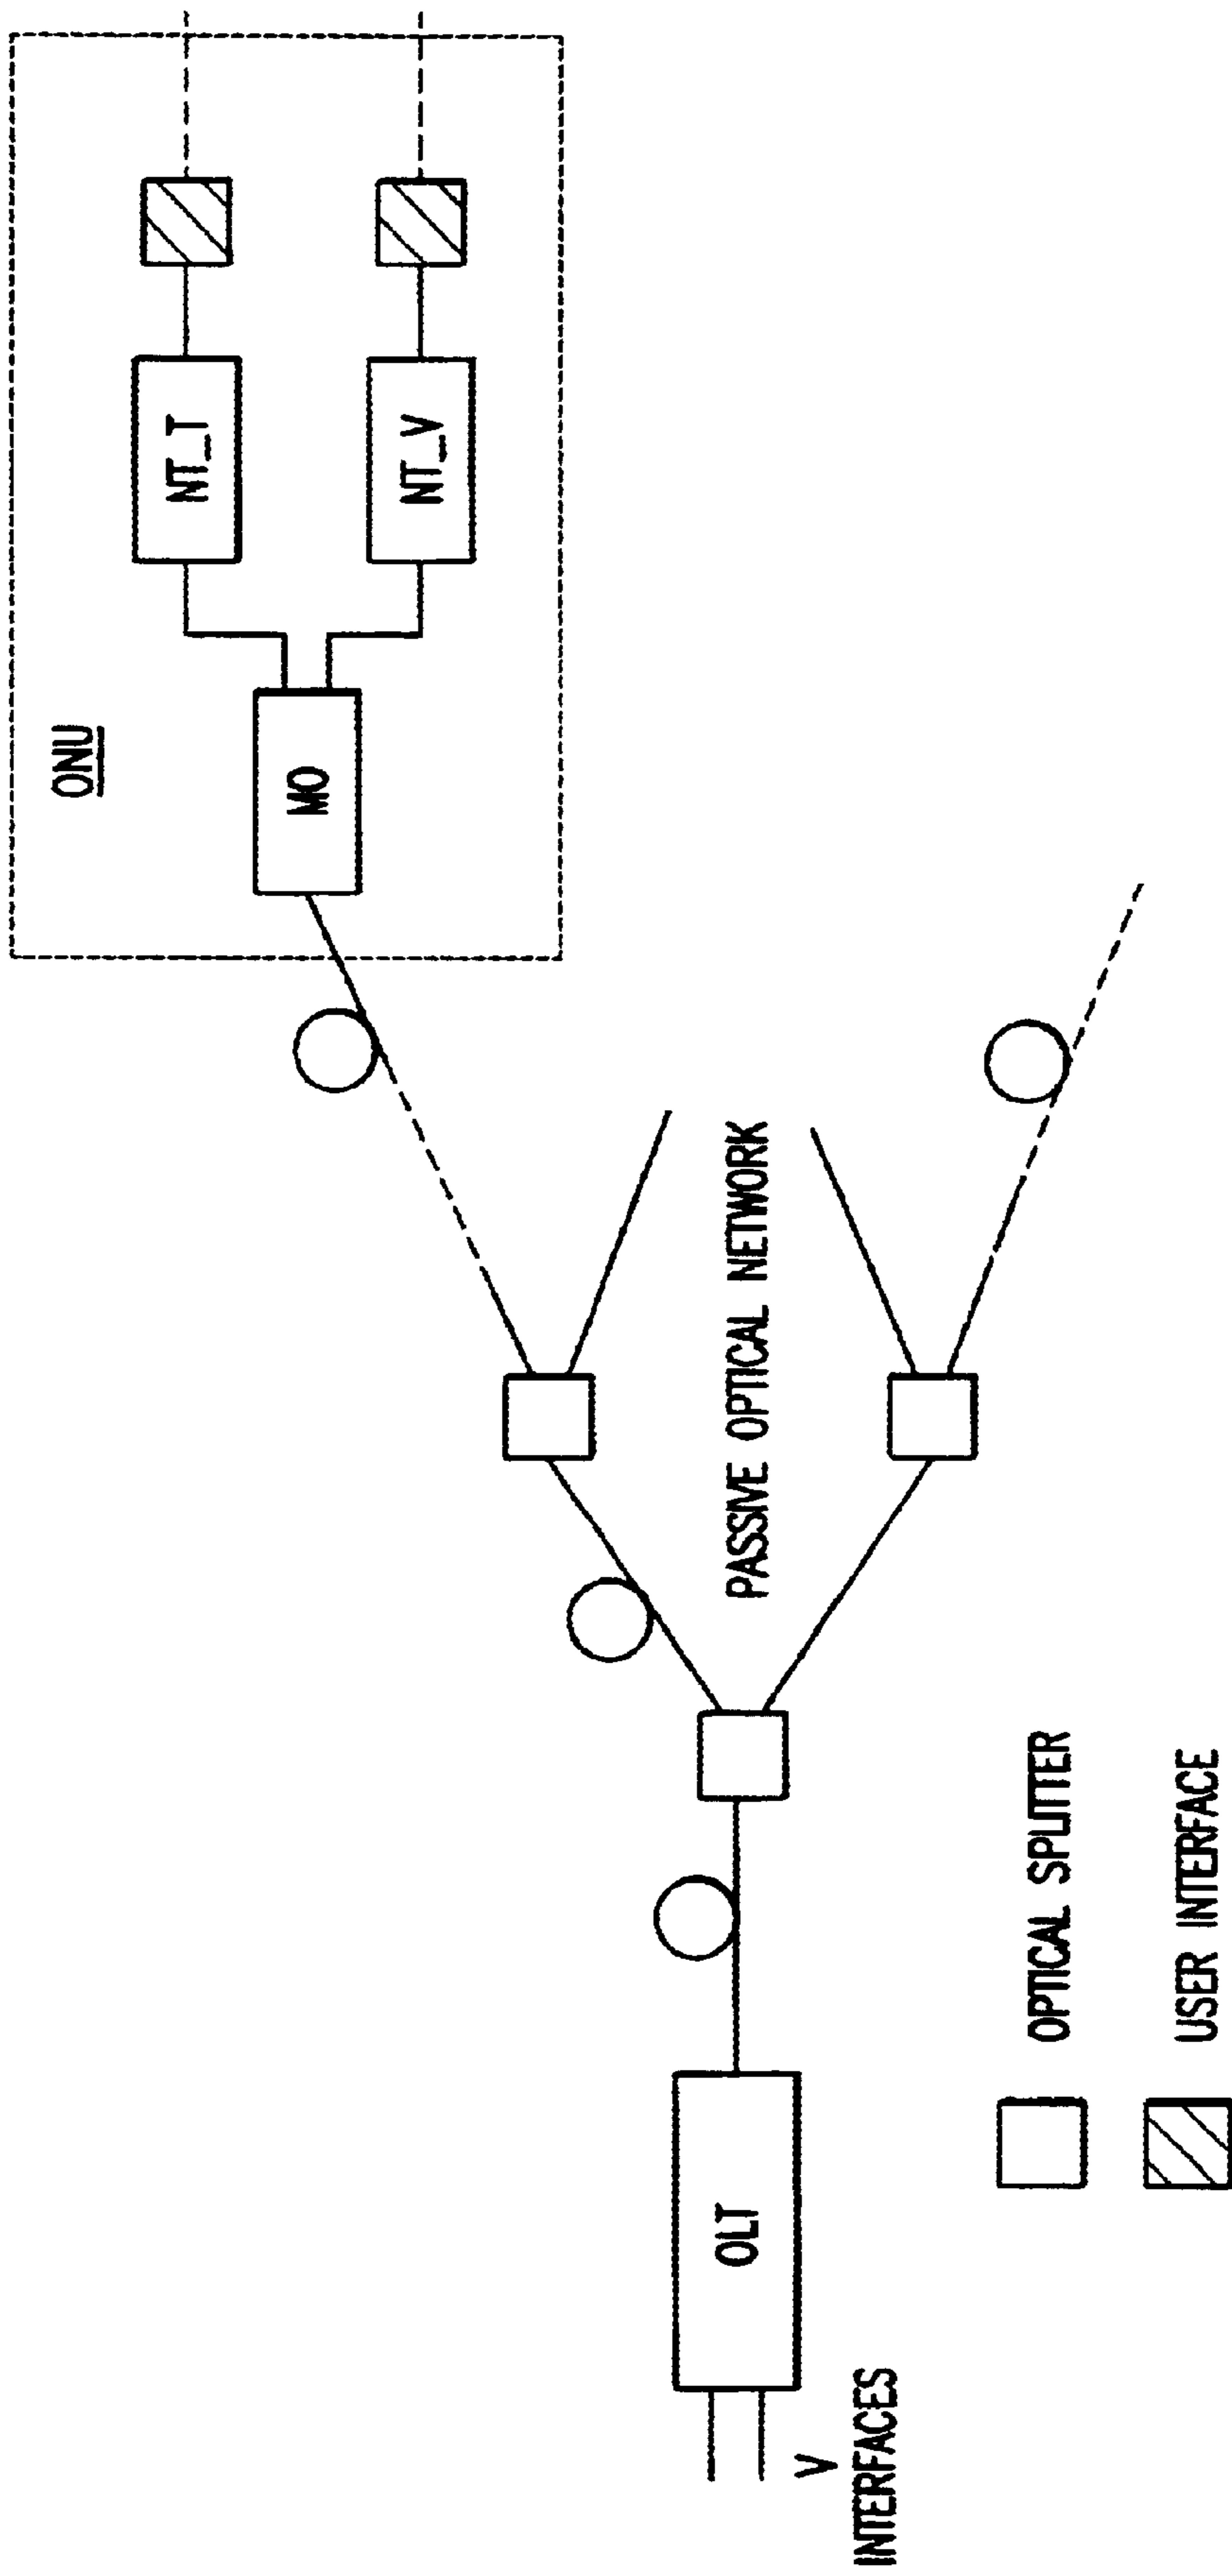 ONU
NT_T
MO
NT_V
PASSIVE OPTICAL NETWORK
OLT
V
INTERFACES
OPTICAL SPLITTER
USER INTERFACE